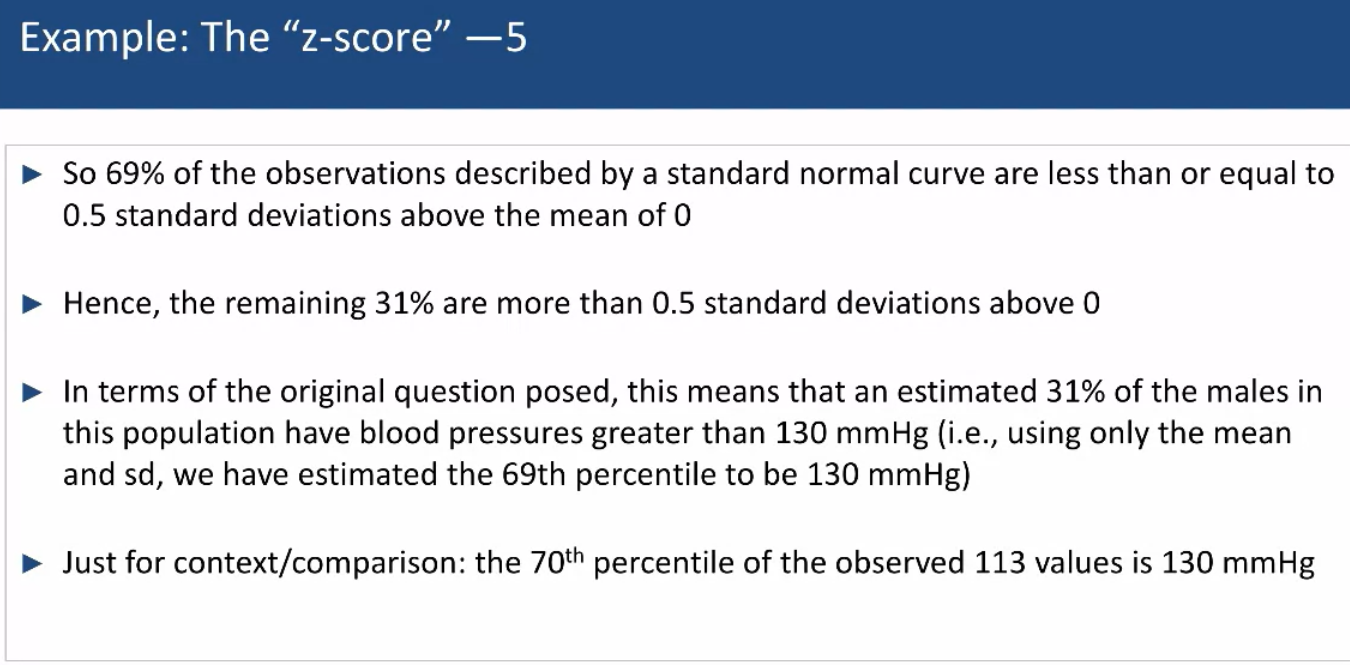 Example: The “z-score” —5
► So 69% of the observations described by a standard normal curve are less than or equal to
0.5 standard deviations above the mean of 0
► Hence, the remaining 31% are more than 0.5 standard deviations above 0
► In terms of the original question posed, this means that an estimated 31% of the males in
this population have blood pressures greater than 130 mmHg (i.e., using only the mean
and sd, we have estimated the 69th percentile to be 130 mmHg)
► Just for context/comparison: the 70th percentile of the observed 113 values is 130 mmHg